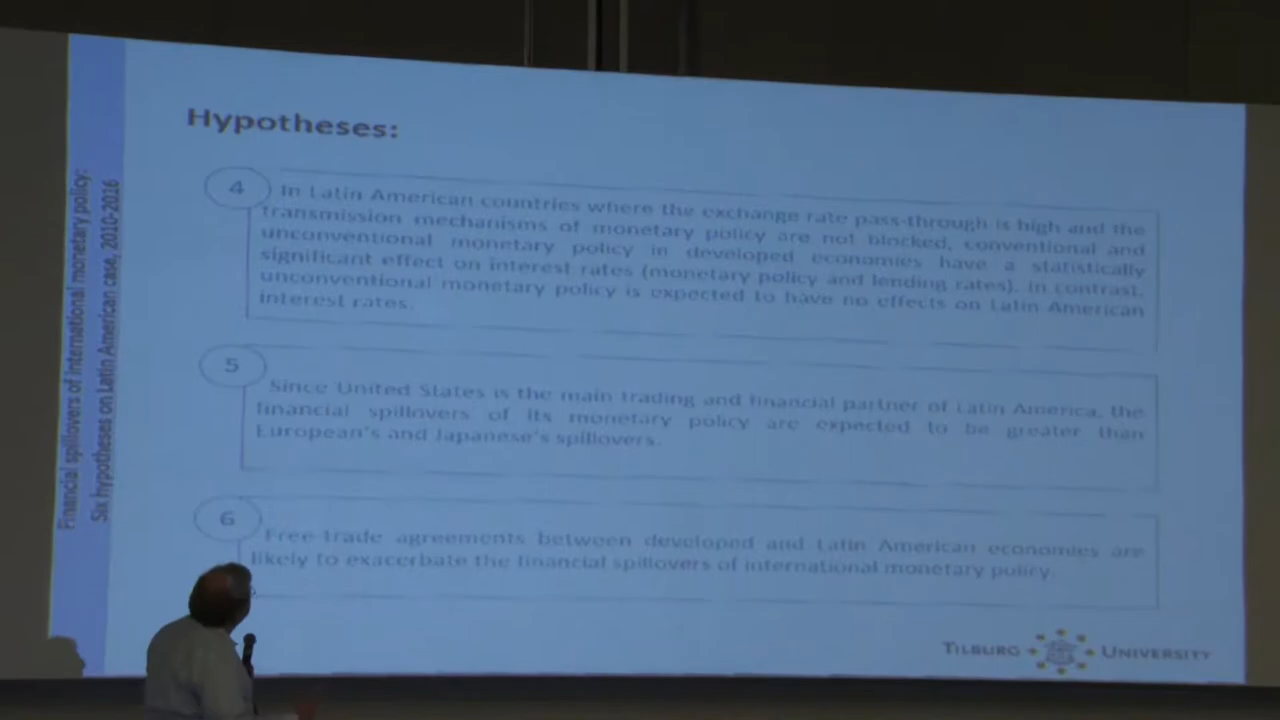 Financial spillovers of international monetary policy:
Six hypotheses on Latin American case, 2010-2016
Hypotheses:
4
In Latin American countries where the exchange rate pass-through is high and the
transmission mechanisms of monetary policy are not blocked, conventional and
unconventional monetary policy in developed economies have a statistically
significant effect on interest rates (monetary policy and lending rates). In contrast,
unconventional monetary policy is expected to have no effects on Latin American
interest rates.
5
Since United States is the main trading and financial partner of Latin America, the
financial spillovers of its monetary policy are expected to be greater than
European's and Japanese's spillovers.
6
Free-trade agreements between developed and Latin American economies are
likely to exacerbate the financial spillovers of international monetary policy.
TILBURG UNIVERSITY